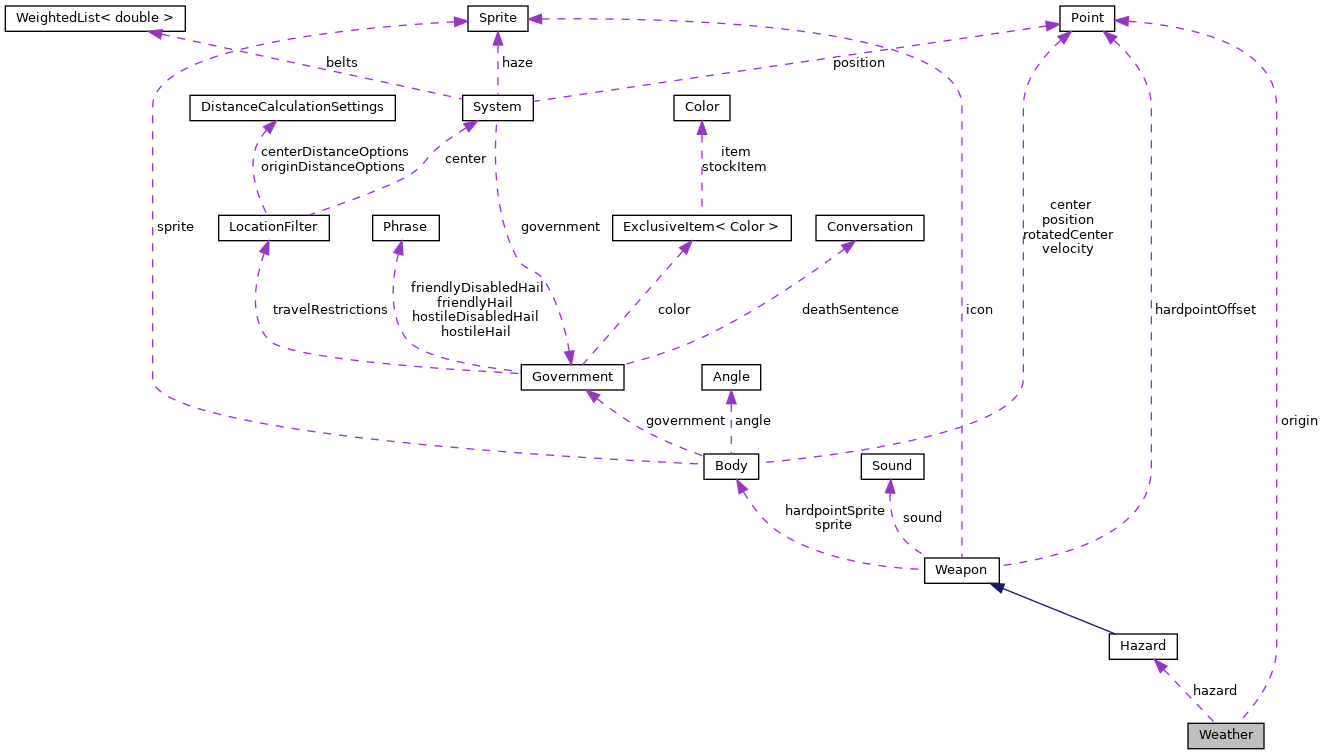 WeightedList< double >
Sprite
Point
belts
haze
position
DistanceCalculationSettings
System
Color
centerDistanceOptions
originDistanceOptions
center
item
stockItem
LocationFilter
Phrase
ExclusiveItem< Color >
Conversation
sprite
government
center
position
rotatedCenter
velocity
travelRestrictions
friendlyDisabledHail
friendlyHail
hostileDisabledHail
hostileHail
color
deathSentence
icon
hardpointOffset
Government
Angle
government
angle
origin
Body
Sound
hardpointSprite
sprite
sound
Weapon
Hazard
hazard
Weather